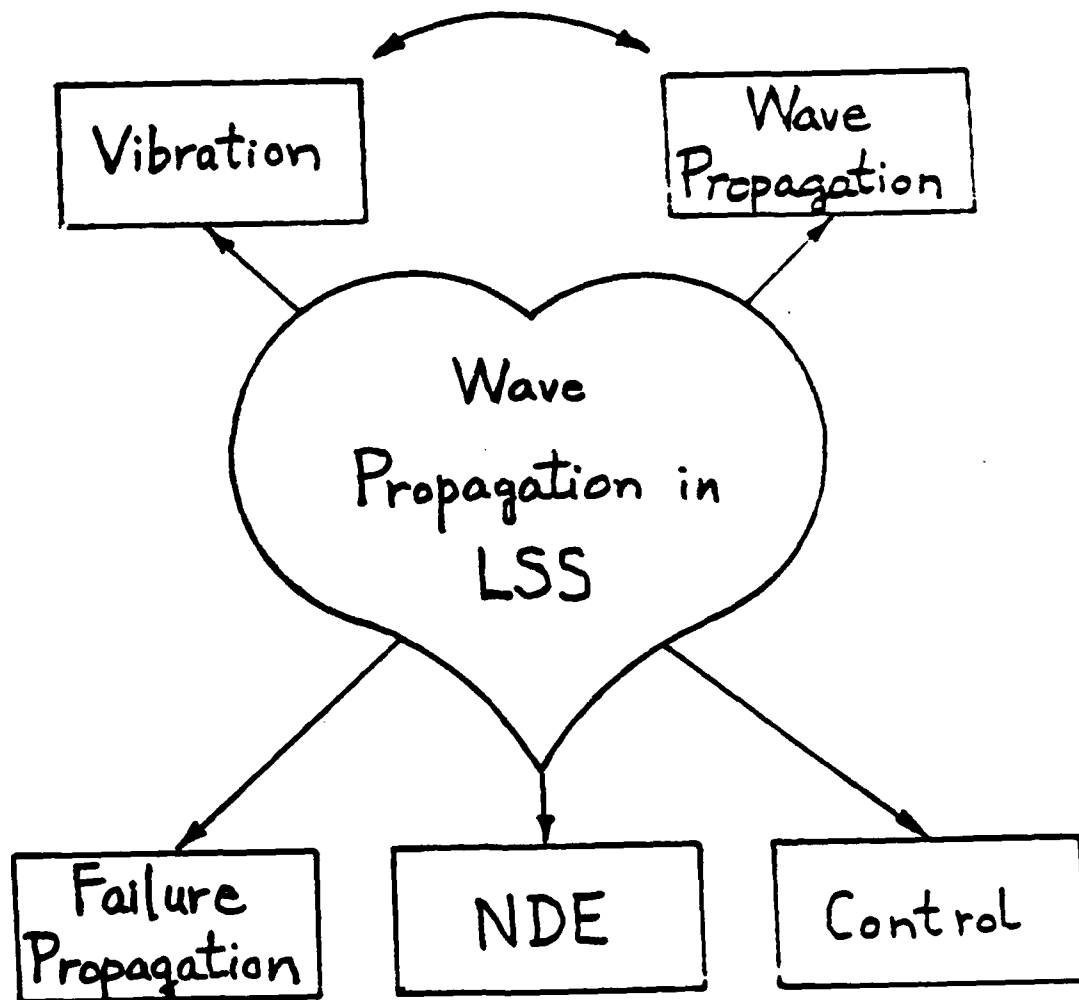 Vibration
Wave
Propagation
Wave
Propagation in
LSS
Failure
Propagation
NDE
Control